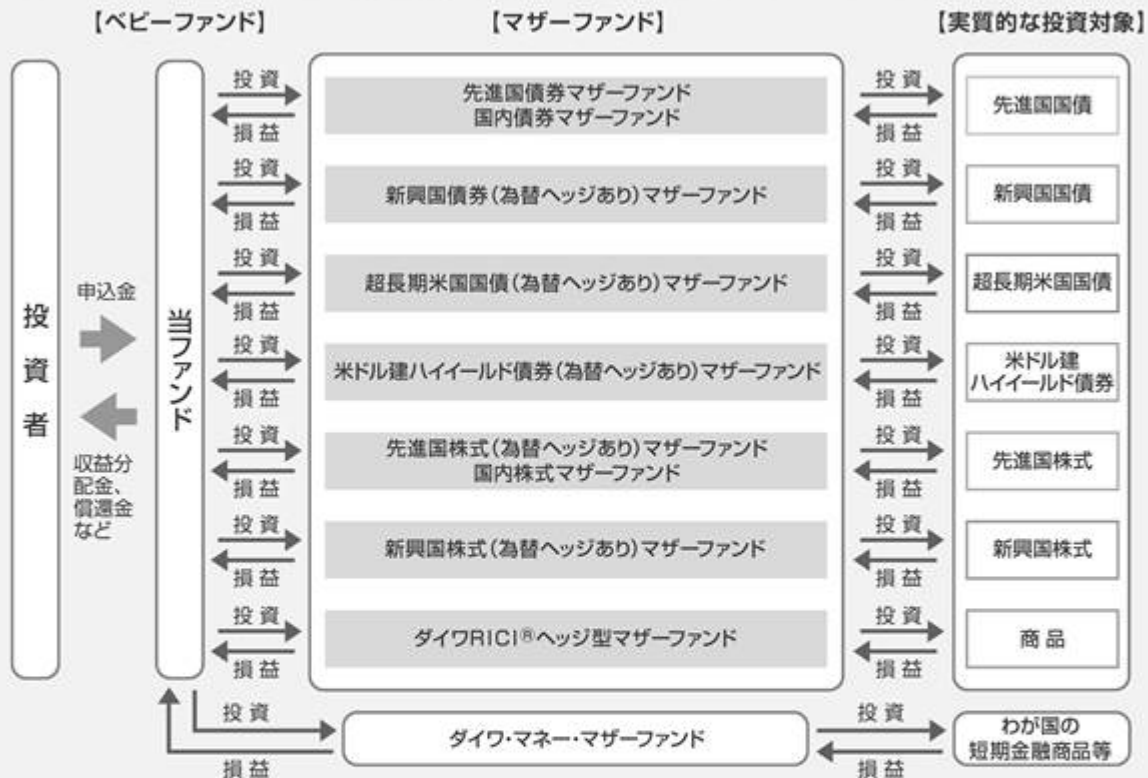 【ベビーファンド】
【マザーファンド】
【実質的な投資対象】
投資者
申込金
収益分
配金、
償還金
など
当ファンド
投資
損益
先進国債券マザーファンド
国内債券マザーファンド
投資
損益
先進国国債
投資
損益
新興国債券(為替ヘッジあり)マザーファンド
投資
損益
新興国国債
投資
損益
超長期米国国債(為替ヘッジあり)マザーファンド
投資
損益
超長期米国国債
投資
損益
米ドル建ハイイールド債券(為替ヘッジあり)マザーファンド
投資
損益
米ドル建
ハイイールド債券
投資
損益
先進国株式(為替ヘッジあり)マザーファンド
国内株式マザーファンド
投資
損益
先進国株式
投資
損益
新興国株式(為替ヘッジあり)マザーファンド
投資
損益
新興国株式
投資
損益
ダイワRICI®ヘッジ型マザーファンド
投資
損益
商品
投資
損益
ダイワ・マネー・マザーファンド
投資
損益
わが国の
短期金融商品等